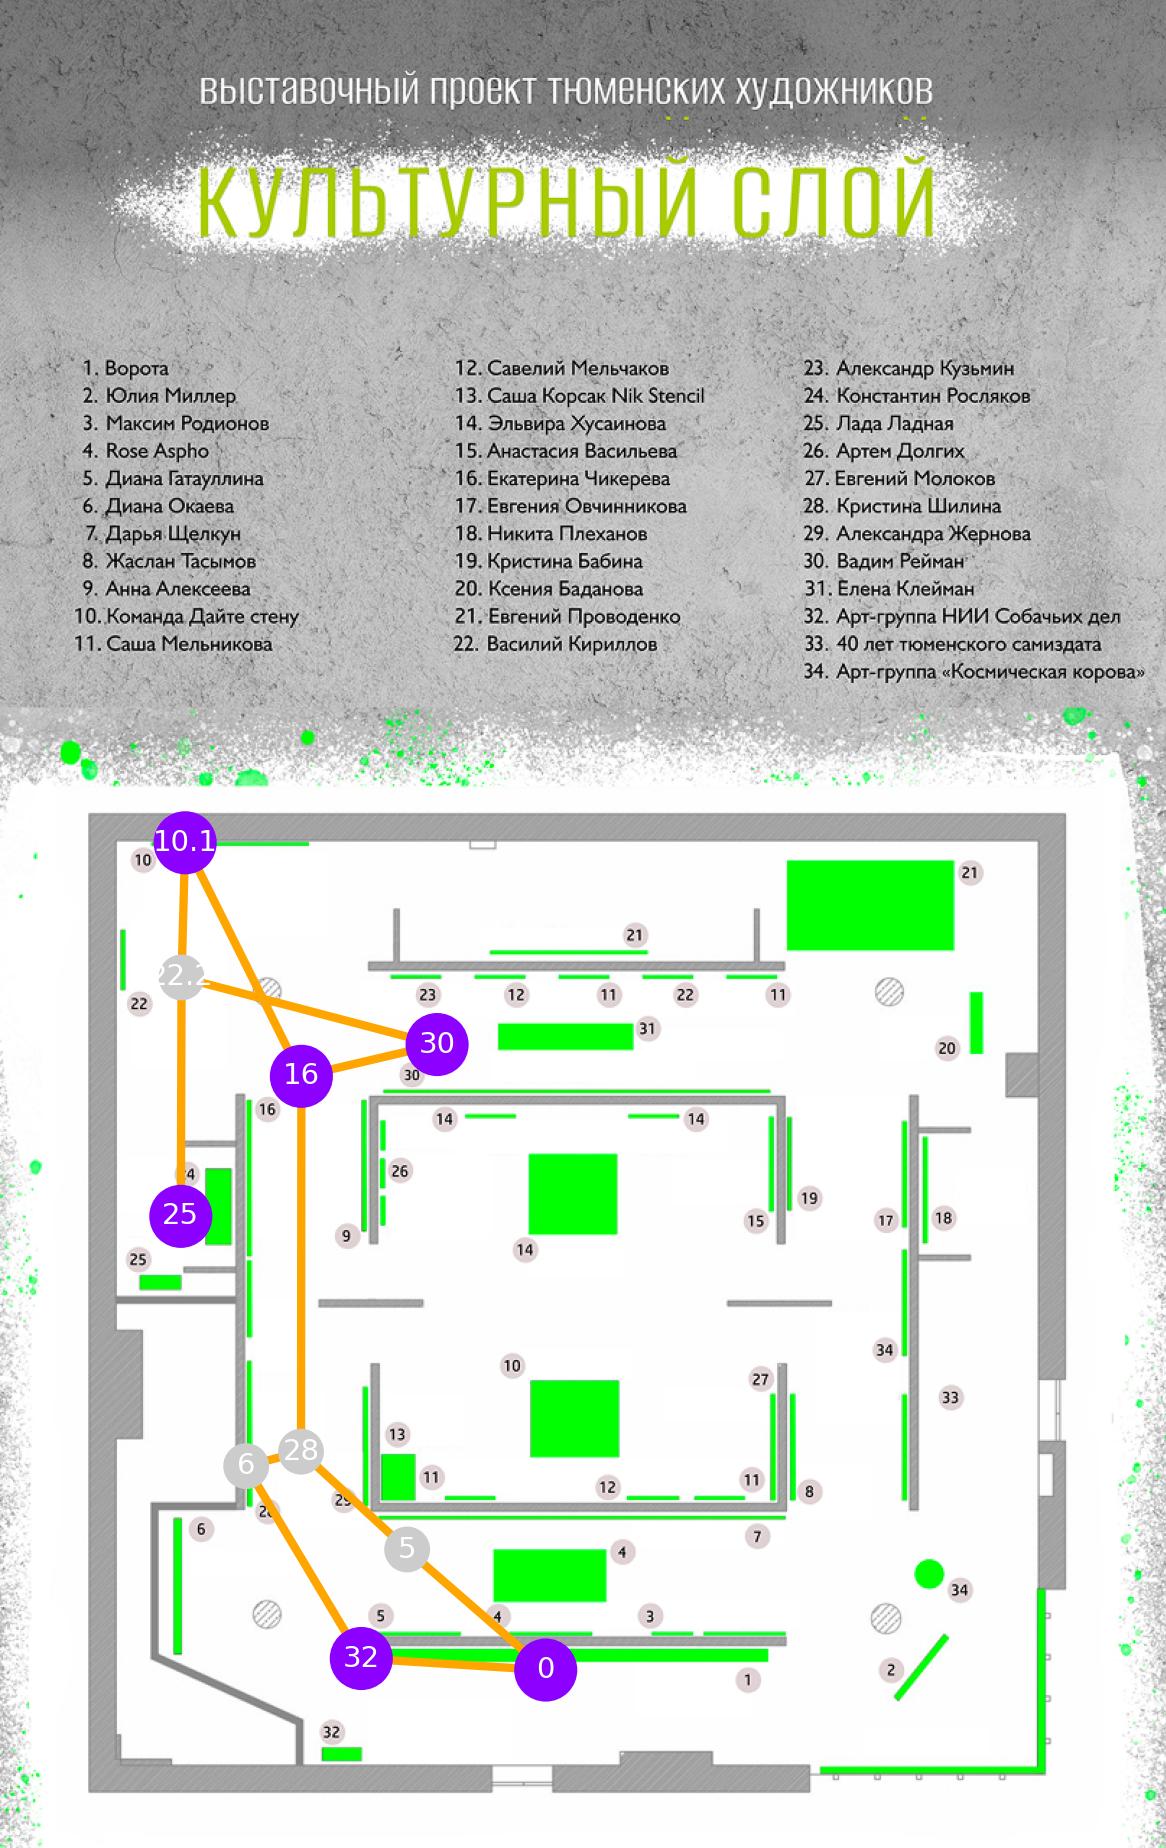 выставочный проект тюменских художников
КУЛЬТУРНЫЙ СЛОЙ
1. Ворота
2. Юлия Миллер
3. Максим Родионов
4. Rose Aspho
5. Диана Гатауллина
6. Диана Окаева
7. Дарья Щелкун
8. Жаслан Тасымов
9. Анна Алексеева
10. Команда Дайте стену
11. Саша Мельникова
12. Савелий Мельчаков
13. Саша Корсак Nik Stencil
14. Эльвира Хусаинова
15. Анастасия Васильева
16. Екатерина Чикерева
17. Евгения Овчинникова
18. Никита Плеханов
19. Кристина Бабина
20. Ксения Баданова
21. Евгений Проводенко
22. Василий Кириллов
23. Александр Кузьмин
24. Константин Росляков
25. Лада Ладная
26. Артем Долгих
27. Евгений Молоков
28. Кристина Шилина
29. Александра Жернова
30. Вадим Рейман
31. Елена Клейман
32. Арт-группа НИИ Собачьих дел
33. 40 лет тюменского самиздата
34. Арт-группа «Космическая корова»
10.1
10
21
21
22.2
22
23 12 11 22 11
31
30
20
30
16
16
14 14
26
4
25
19
15 17 18
9
14
25
34
10
27
33
13
28
6
11 12 11
8
29
28
6
7
5
4
34
5 4 3
32
0
2
1
32